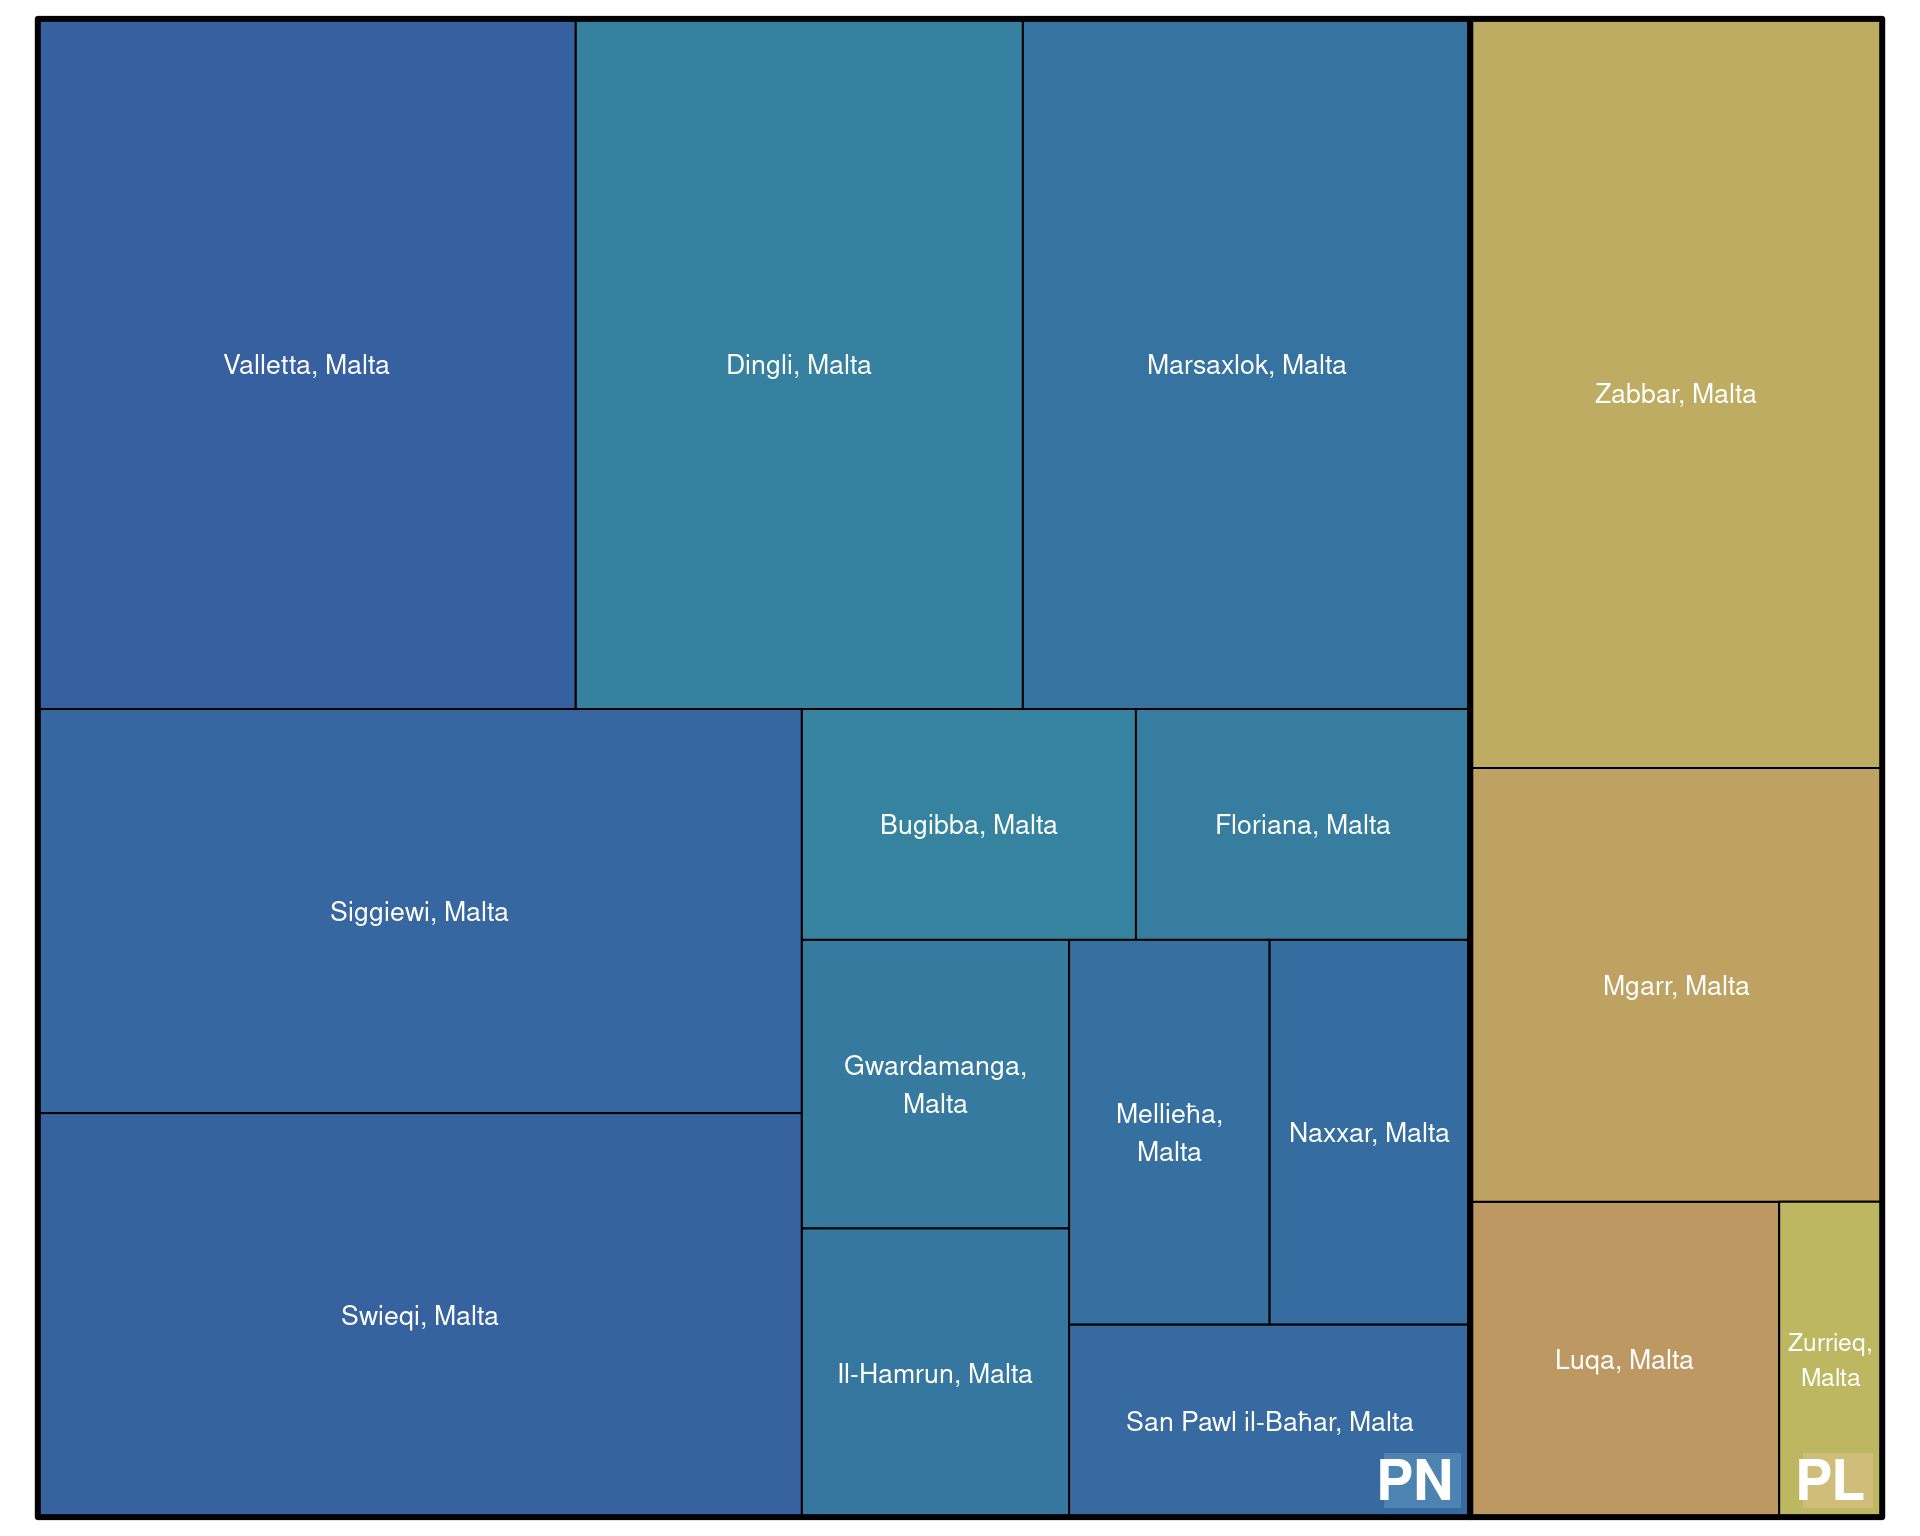 Valletta, Malta
Dingli, Malta
Marsaxlok, Malta
Zabbar, Malta
Siggiewi, Malta
Bugibba, Malta
Floriana, Malta
Mgarr, Malta
Gwardamanga,
Malta
Mellieħa,
Malta
Naxxar, Malta
Swieqi, Malta
Il-Hamrun, Malta
San Pawl il-Baħar, Malta
Luqa, Malta
Zurrieq,
Malta
PN
PL